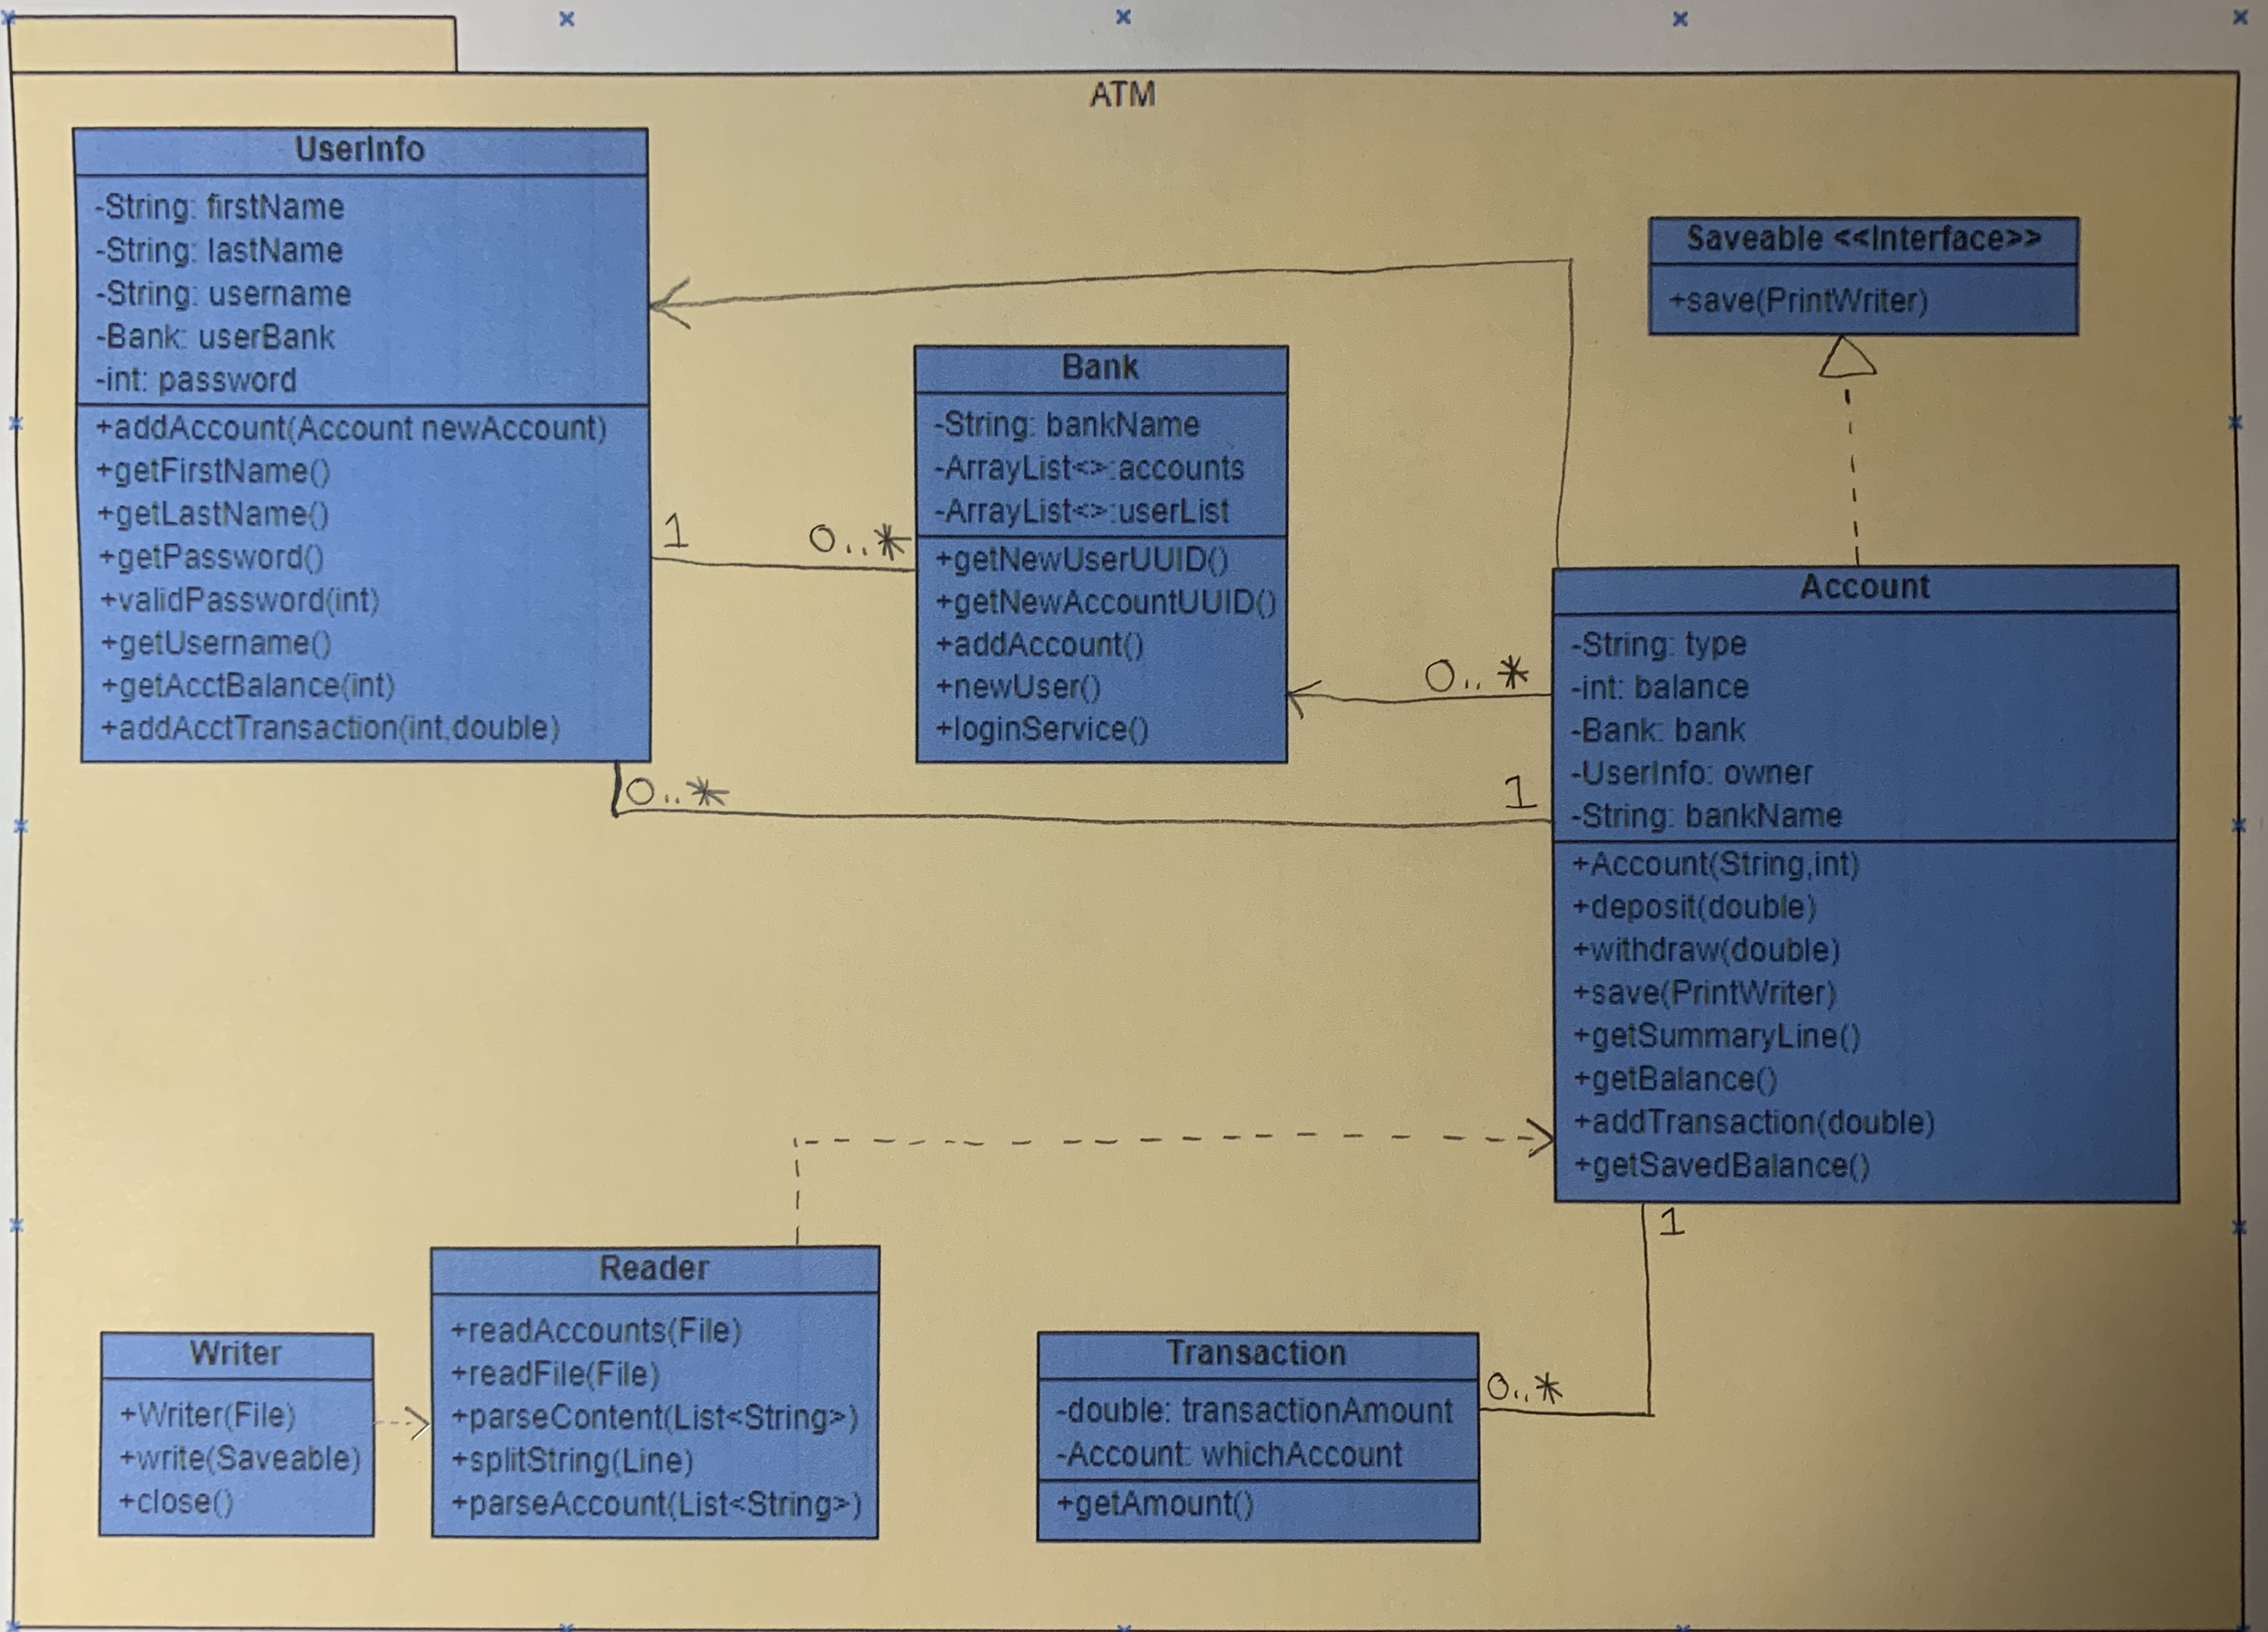 ATM
UserInfo
-String: firstName
-String: lastName
-String: username
-Bank: userBank
-int: password
+addAccount(Account newAccount)
+getFirstName()
+getLastName()
+getPassword()
+validPassword(int)
+getUsername()
+getAcctBalance(int)
+addAcctTransaction(int,double)
1
0..*
0..*
Bank
-String: bankName
-ArrayList<>:accounts
-ArrayList<>:userList
+getNewUserUUID()
+getNewAccountUUID()
+addAccount()
+newUser()
+loginService()
0..*
1
Saveable <<Interface>>
+save(PrintWriter)
Account
-String: type
-int: balance
-Bank: bank
-UserInfo: owner
-String: bankName
+Account(String,int)
+deposit(double)
+withdraw(double)
+save(PrintWriter)
+getSummaryLine()
+getBalance()
+addTransaction(double)
+getSavedBalance()
1
0..*
Writer
+Writer(File)
+write(Saveable)
+close()
Reader
+readAccounts(File)
+readFile(File)
+parseContent(List<String>)
+splitString(Line)
+parseAccount(List<String>)
Transaction
-double: transactionAmount
-Account: whichAccount
+getAmount()